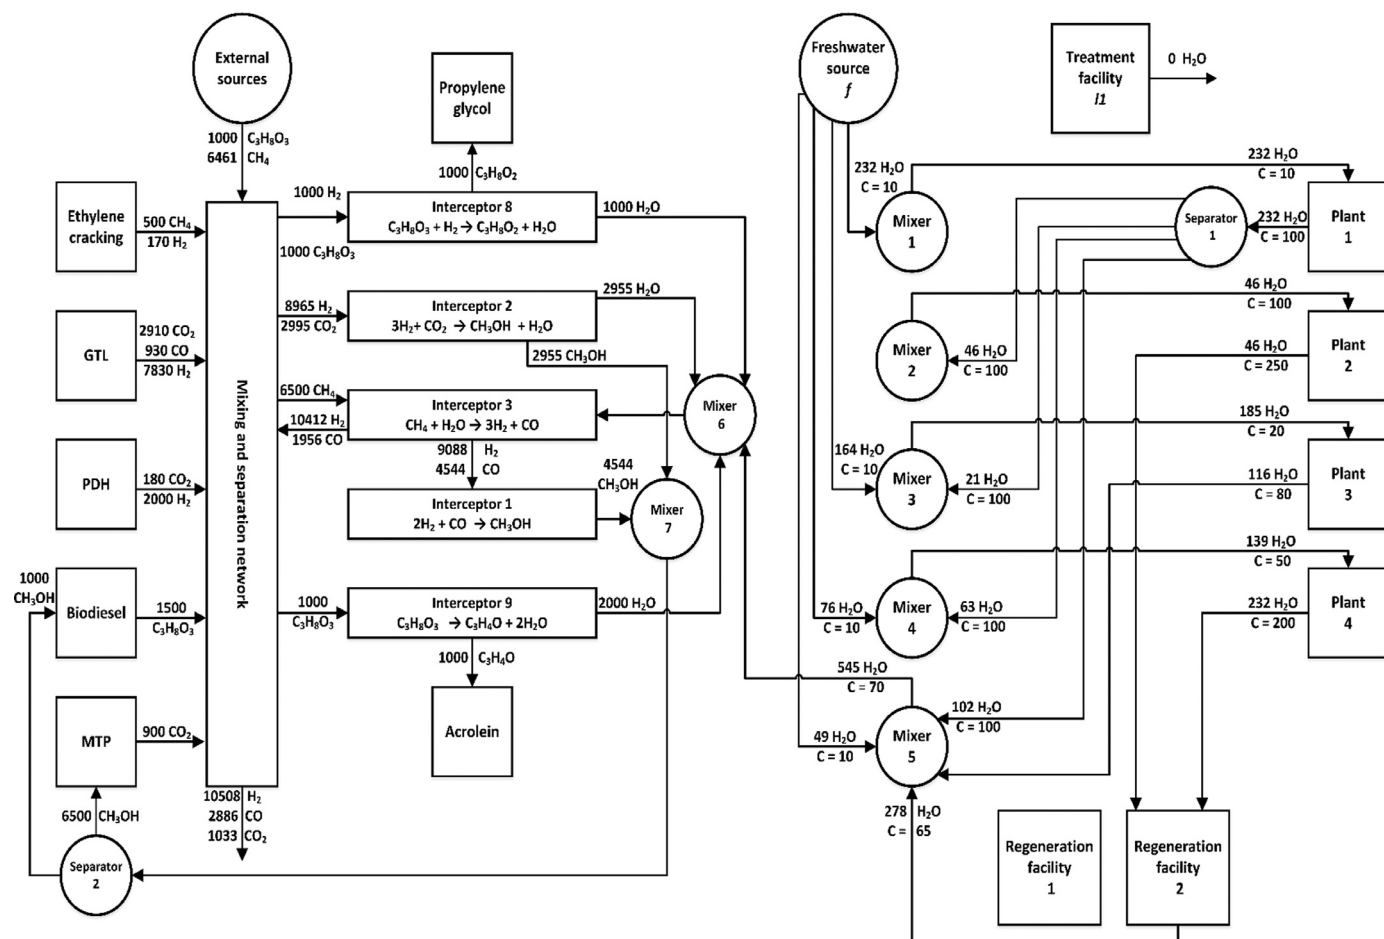 External
sources
1000 C₃H₈O₃
6461 CH₄
Propylene
glycol
1000 C₃H₈O₂
Ethylene
cracking
500 CH₄
170 H₂
GTL
2910 CO₂
930 CO
7830 H₂
PDH
180 CO₂
2000 H₂
1000
CH₃OH
Biodiesel
1500
C₃H₈O₃
MTP
900 CO₂
6500 CH₃OH
Separator
2
Mixing and separation network
10508 H₂
2886 CO
1033 CO₂
1000 H₂
1000 C₃H₈O₃
Interceptor 8
C₃H₈O₃ + H₂ → C₃H₈O₂ + H₂O
1000 H₂O
8965 H₂
2995 CO₂
Interceptor 2
3H₂ + CO₂ → CH₃OH + H₂O
2955 H₂O
2955 CH₃OH
6500 CH₄
10412 H₂
1956 CO
Interceptor 3
CH₄ + H₂O → 3H₂ + CO
9088 H₂
4544 CO
Interceptor 1
2H₂ + CO → CH₃OH
4544
CH₃OH
Mixer
6
Mixer
7
1000
C₃H₈O₃
Interceptor 9
C₃H₈O₃ → C₃H₄O + 2H₂O
2000 H₂O
1000 C₃H₄O
Acrolein
Freshwater
source
f
Treatment
facility
l1
0 H₂O
232 H₂O
C = 10
Mixer
1
232 H₂O
C = 10
Separator
1
232 H₂O
C = 100
Plant
1
46 H₂O
C = 100
Mixer
2
46 H₂O
C = 100
46 H₂O
C = 250
Plant
2
185 H₂O
C = 20
164 H₂O
C = 10
Mixer
3
21 H₂O
C = 100
116 H₂O
C = 80
Plant
3
139 H₂O
C = 50
76 H₂O
C = 10
Mixer
4
63 H₂O
C = 100
232 H₂O
C = 200
Plant
4
545 H₂O
C = 70
49 H₂O
C = 10
Mixer
5
102 H₂O
C = 100
278 H₂O
C = 65
Regeneration
facility
1
Regeneration
facility
2